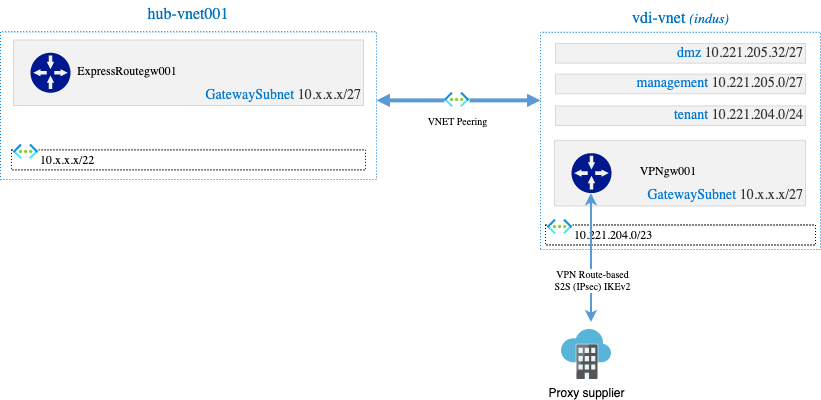 hub-vnet001
ExpressRoutegw001
GatewaySubnet 10.x.x.x/27
10.x.x.x/22
VNET Peering
vdi-vnet (indus)
dmz 10.221.205.32/27
management 10.221.205.0/27
tenant 10.221.204.0/24
VPNgw001
GatewaySubnet 10.x.x.x/27
10.221.204.0/23
VPN Route-based
S2S (IPsec) IKEv2
Proxy supplier